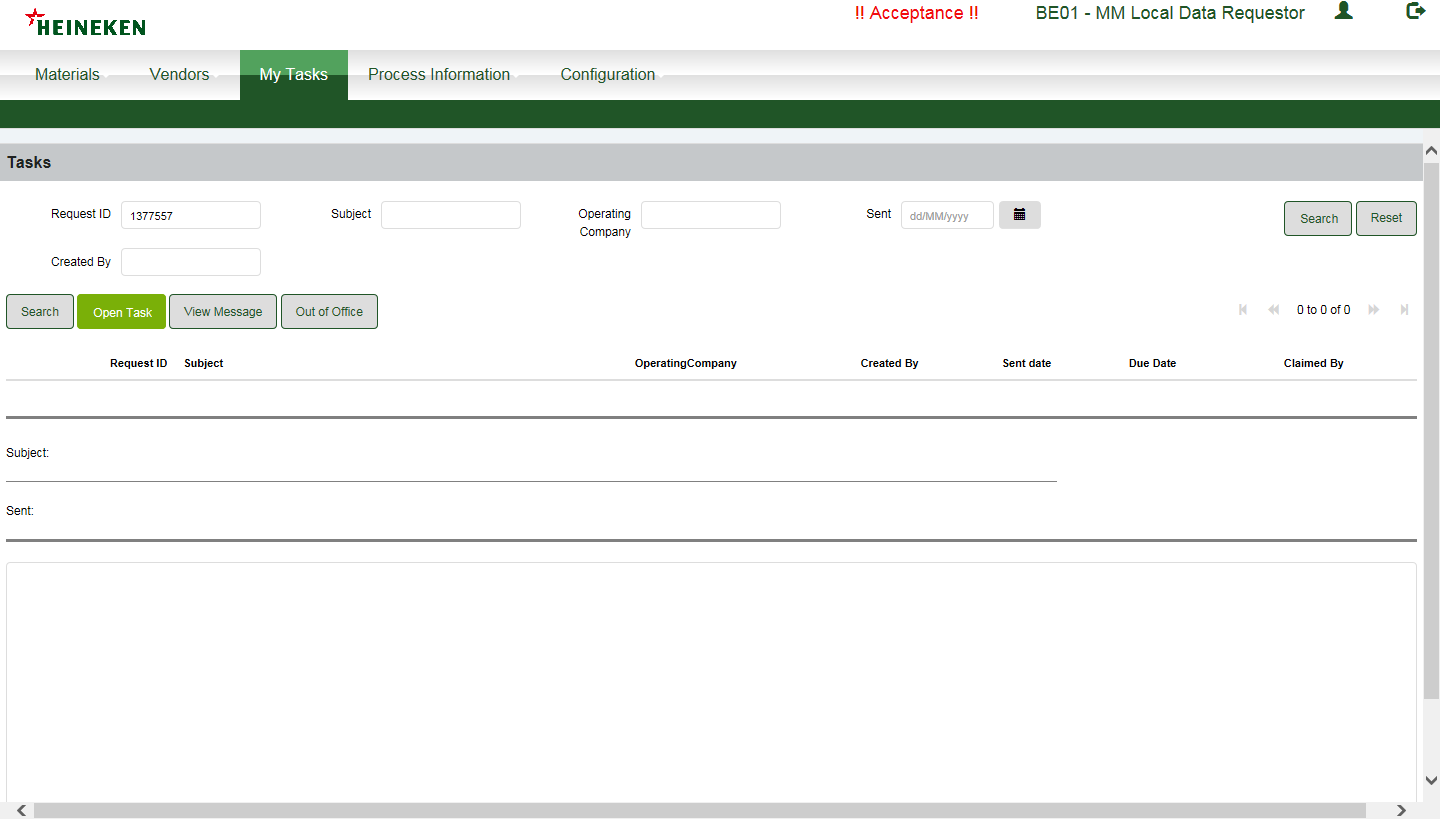 HEINEKEN
!! Acceptance !!
BE01 - MM Local Data Requestor
Materials
Vendors
My Tasks
Process Information
Configuration
Tasks
Request ID
1377557
Subject
Operating
Company
Sent
dd/MM/yyyy
Search
Reset
Created By
Search
Open Task
View Message
Out of Office
0 to 0 of 0
Request ID
Subject
OperatingCompany
Created By
Sent date
Due Date
Claimed By
Subject:
Sent: